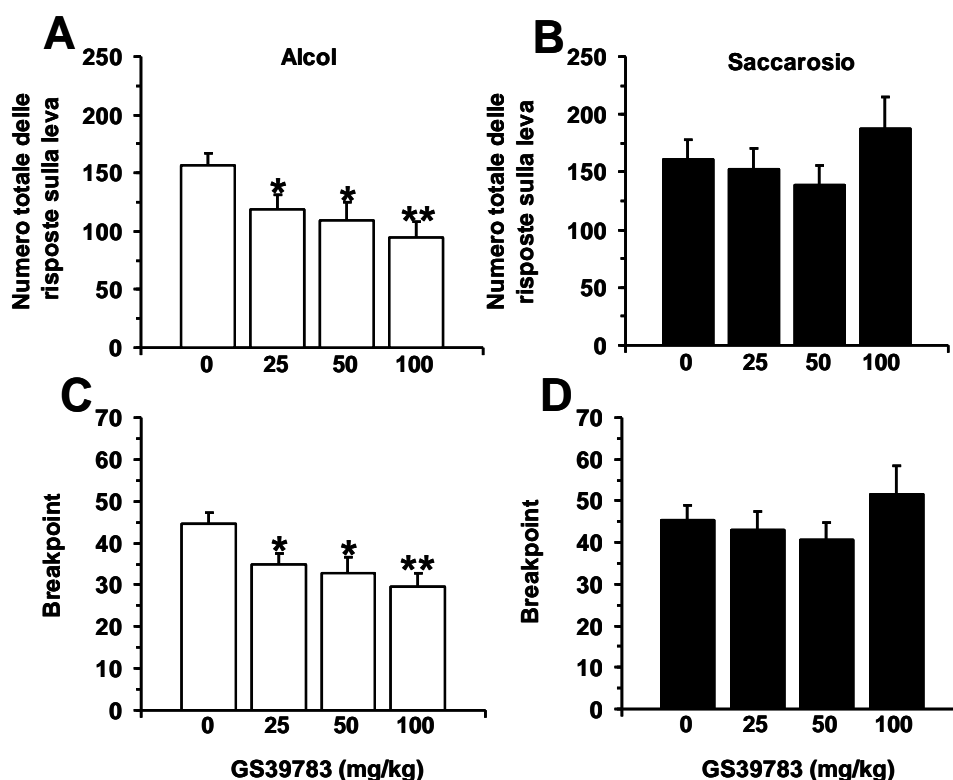 A
Alcol
Numero totale delle
risposte sulla leva
250
200
150
100
50
0
*
*
**
0 25 50 100
B
Saccarosio
Numero totale delle
risposte sulla leva
250
200
150
100
50
0
0 25 50 100
C
Breakpoint
70
60
50
40
30
20
10
0
*
*
**
0 25 50 100
GS39783 (mg/kg)
D
Breakpoint
70
60
50
40
30
20
10
0
0 25 50 100
GS39783 (mg/kg)